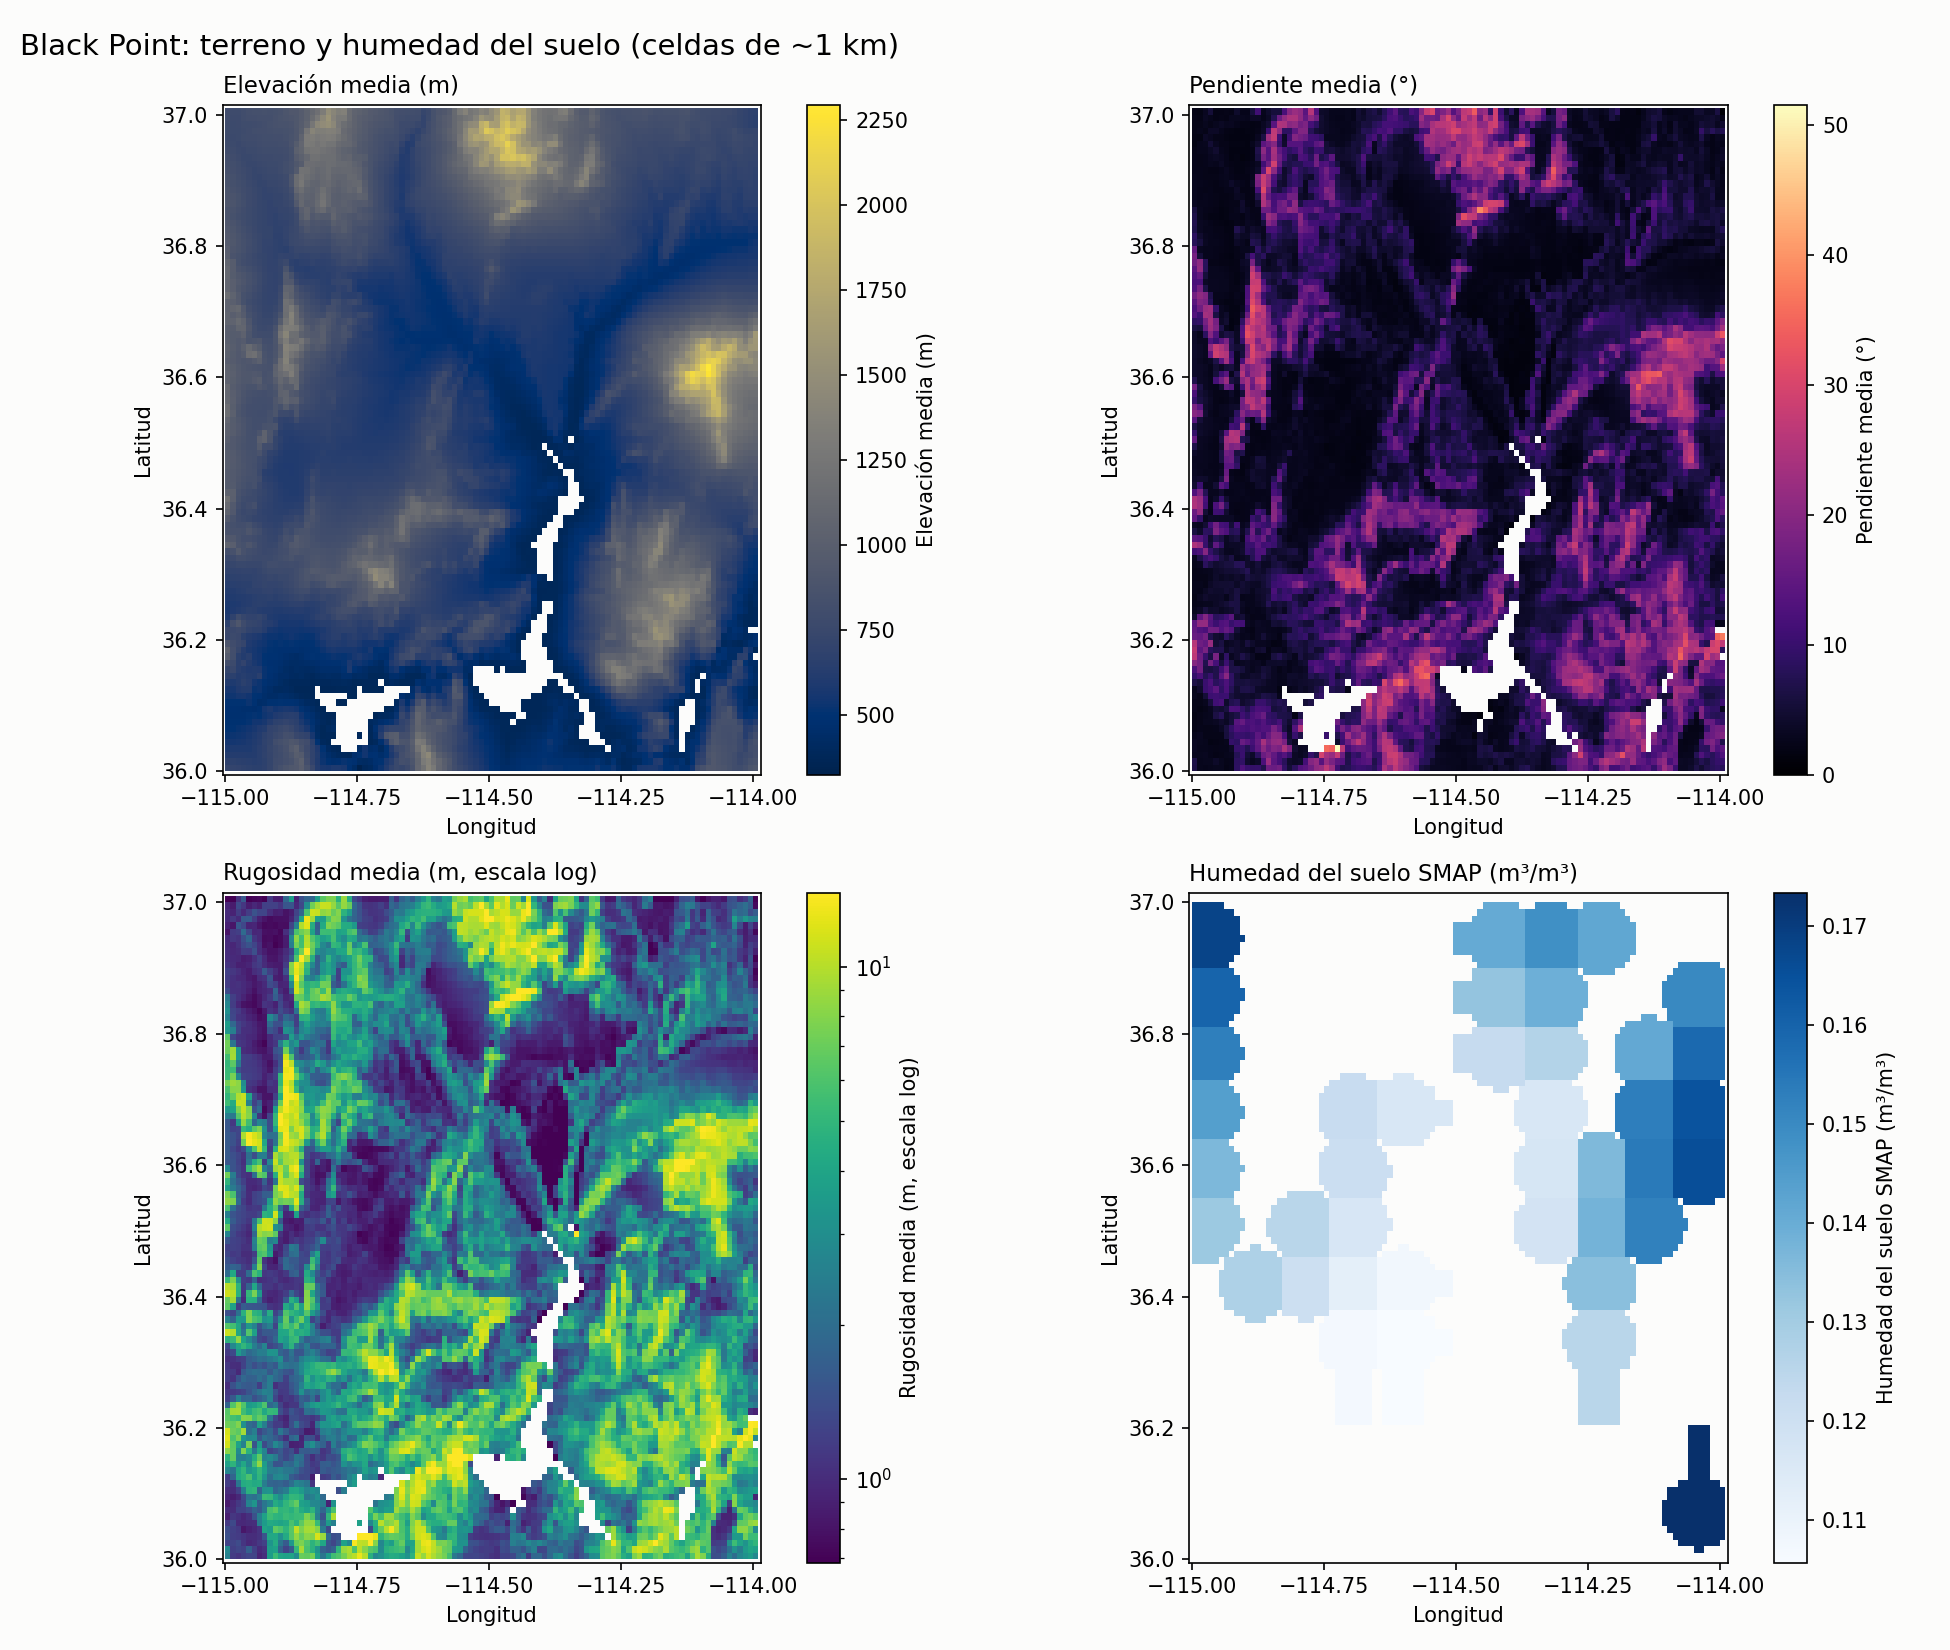 Black Point: terreno y humedad del suelo (celdas de ~1 km)
Elevación media (m)
37.0
36.8
36.6
36.4
36.2
36.0
Latitud
−115.00 −114.75 −114.50 −114.25 −114.00
Longitud
2250
2000
1750
1500
1250
1000
750
500
Elevación media (m)
Pendiente media (°)
37.0
36.8
36.6
36.4
36.2
36.0
Latitud
−115.00 −114.75 −114.50 −114.25 −114.00
Longitud
50
40
30
20
10
0
Pendiente media (°)
Rugosidad media (m, escala log)
37.0
36.8
36.6
36.4
36.2
36.0
Latitud
−115.00 −114.75 −114.50 −114.25 −114.00
Longitud
10¹
10⁰
Rugosidad media (m, escala log)
Humedad del suelo SMAP (m³/m³)
37.0
36.8
36.6
36.4
36.2
36.0
Latitud
−115.00 −114.75 −114.50 −114.25 −114.00
Longitud
0.17
0.16
0.15
0.14
0.13
0.12
0.11
Humedad del suelo SMAP (m³/m³)